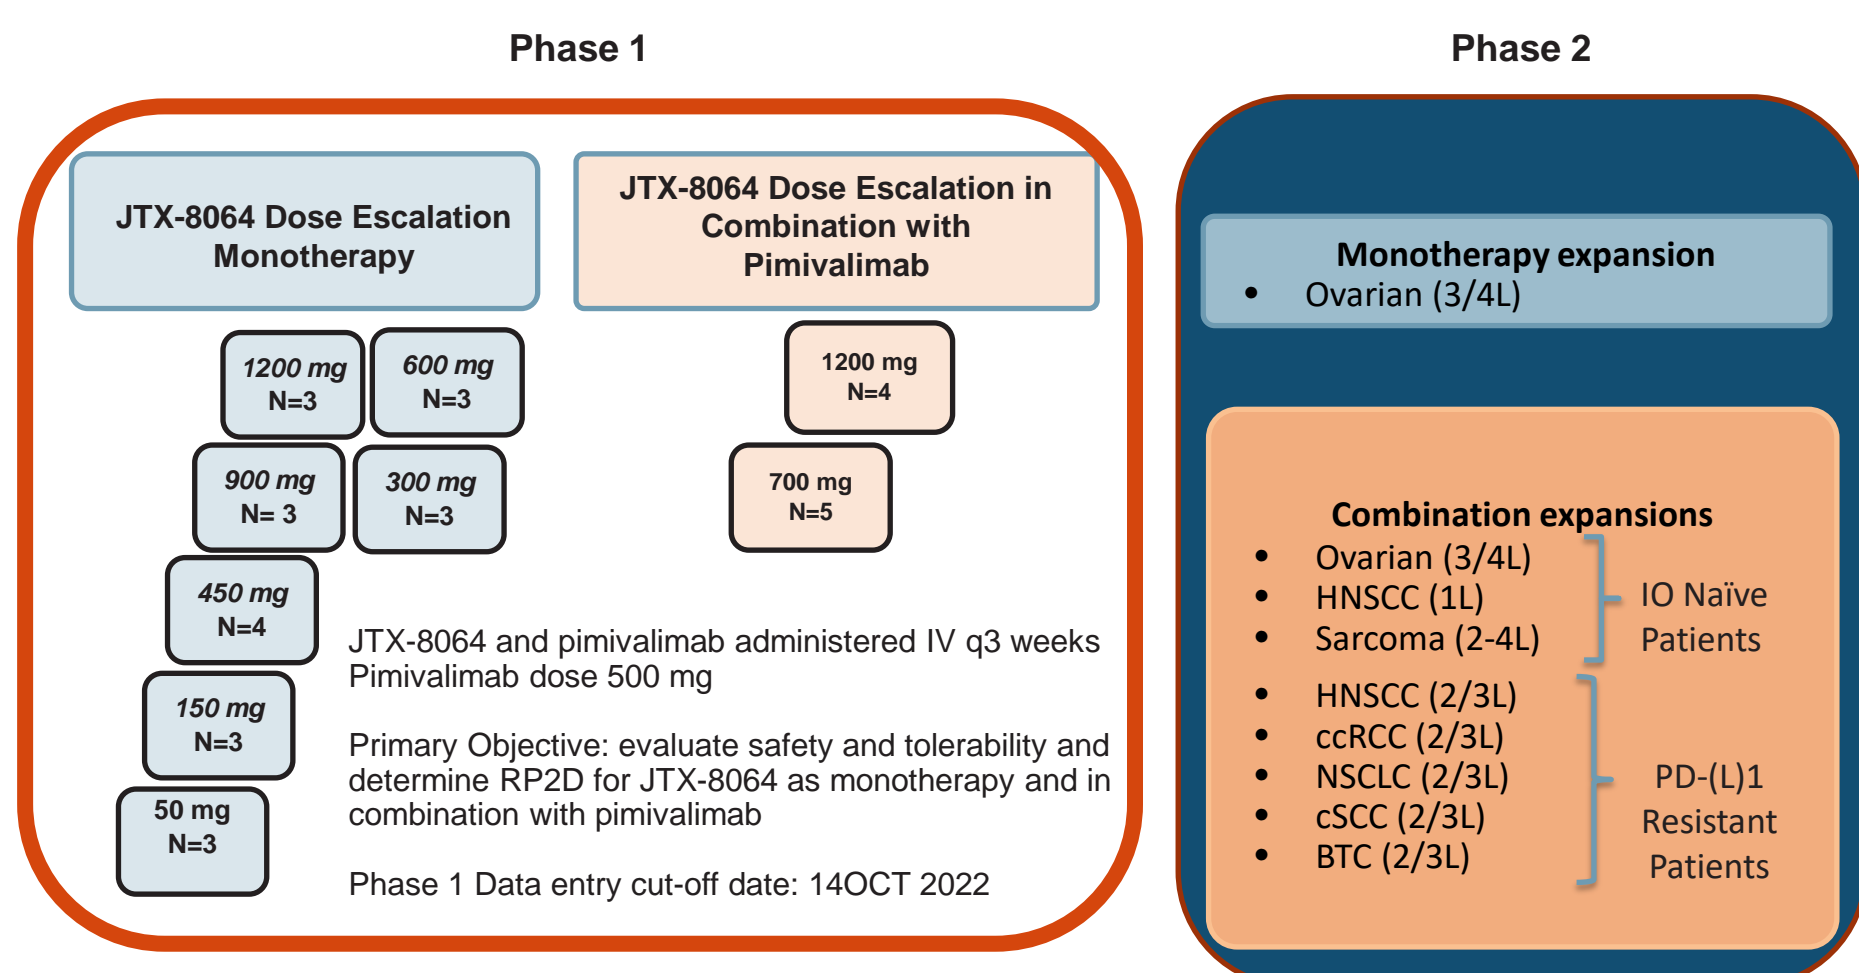 Phase 1
JTX-8064 Dose Escalation
Monotherapy
JTX-8064 Dose Escalation in
Combination with
Pimivalimab
1200 mg
N=3
600 mg
N=3
900 mg
N= 3
300 mg
N=3
450 mg
N=4
150 mg
N=3
50 mg
N=3
1200 mg
N=4
700 mg
N=5
JTX-8064 and pimivalimab administered IV q3 weeks
Pimivalimab dose 500 mg
Primary Objective: evaluate safety and tolerability and
determine RP2D for JTX-8064 as monotherapy and in
combination with pimivalimab
Phase 1 Data entry cut-off date: 14OCT 2022
Phase 2
Monotherapy expansion
• Ovarian (3/4L)
Combination expansions
• Ovarian (3/4L)
• HNSCC (1L)
• Sarcoma (2-4L)
IO Naïve
Patients
• HNSCC (2/3L)
• ccRCC (2/3L)
• NSCLC (2/3L)
• cSCC (2/3L)
• BTC (2/3L)
PD-(L)1
Resistant
Patients